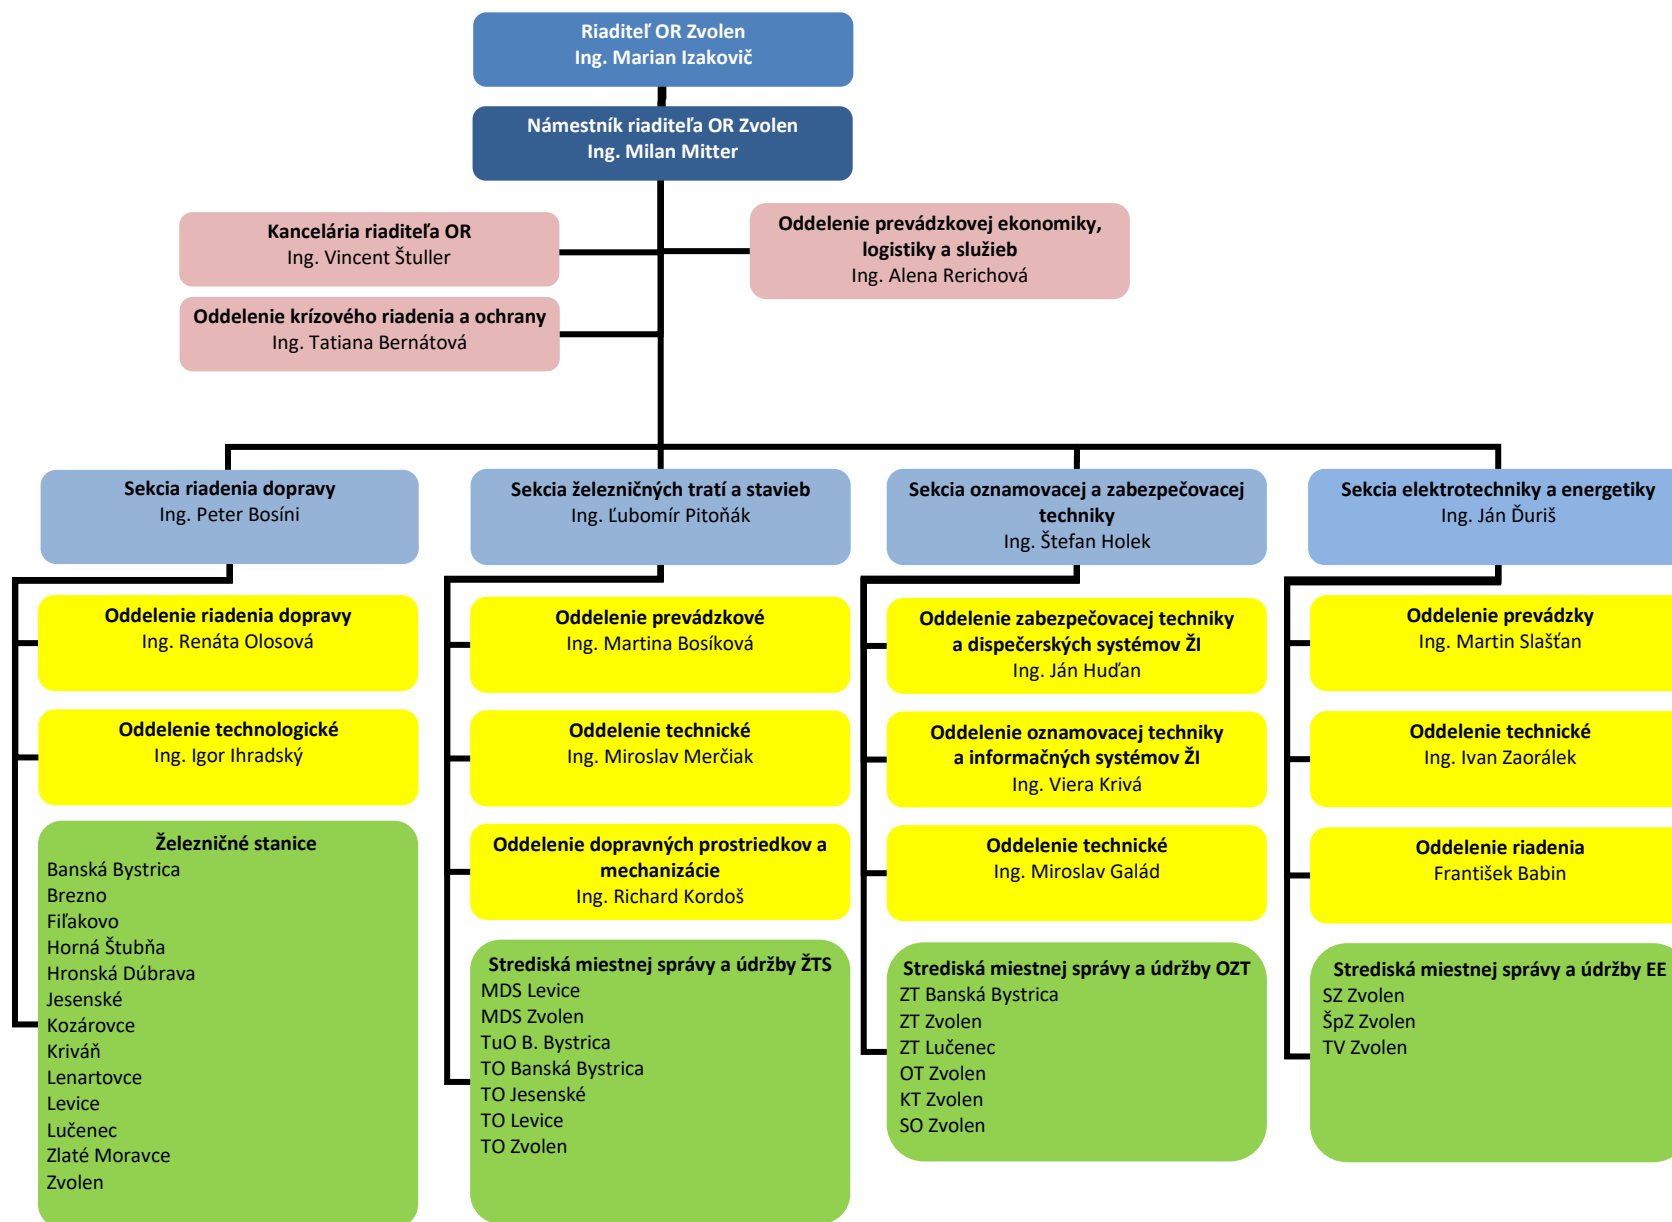 Riaditeľ OR Zvolen
Ing. Marian Izakovič
Námestník riaditeľa OR Zvolen
Ing. Milan Mitter
Kancelária riaditeľa OR
Ing. Vincent Štuller
Oddelenie prevádzkovej ekonomiky,
logistiky a služieb
Ing. Alena Rerichová
Oddelenie krízového riadenia a ochrany
Ing. Tatiana Bernátová
Sekcia riadenia dopravy
Ing. Peter Bosíni
Oddelenie riadenia dopravy
Ing. Renáta Olosová
Oddelenie technologické
Ing. Igor Ihradský
Železničné stanice
Banská Bystrica
Brezno
Fiľakovo
Horná Štubňa
Hronská Dúbrava
Jesenské
Kozárovce
Kriváň
Lenartovce
Levice
Lučenec
Zlaté Moravce
Zvolen
Sekcia železničných tratí a stavieb
Ing. Ľubomír Pitoňák
Oddelenie prevádzkové
Ing. Martina Bosíková
Oddelenie technické
Ing. Miroslav Merčiak
Oddelenie dopravných prostriedkov a
mechanizácie
Ing. Richard Kordoš
Strediská miestnej správy a údržby ŽTS
MDS Levice
MDS Zvolen
TuO B. Bystrica
TO Banská Bystrica
TO Jesenské
TO Levice
TO Zvolen
Sekcia oznamovacej a zabezpečovacej
techniky
Ing. Štefan Holek
Oddelenie zabezpečovacej techniky
a dispečerských systémov ŽI
Ing. Ján Huďan
Oddelenie oznamovacej techniky
a informačných systémov ŽI
Ing. Viera Krivá
Oddelenie technické
Ing. Miroslav Galád
Strediská miestnej správy a údržby OZT
ZT Banská Bystrica
ZT Zvolen
ZT Lučenec
OT Zvolen
KT Zvolen
SO Zvolen
Sekcia elektrotechniky a energetiky
Ing. Ján Ďuriš
Oddelenie prevádzky
Ing. Martin Slašťan
Oddelenie technické
Ing. Ivan Zaorálek
Oddelenie riadenia
František Babin
Strediská miestnej správy a údržby EE
SZ Zvolen
ŠpZ Zvolen
TV Zvolen